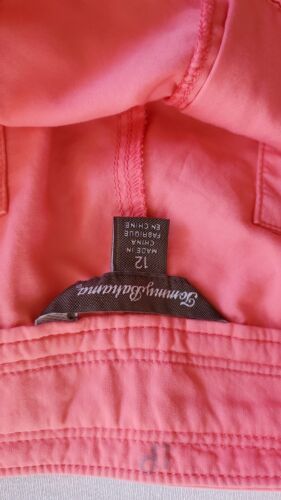 Tommy Bahama
12
MADE IN
CHINA
FABRIQUE
EN CHINE